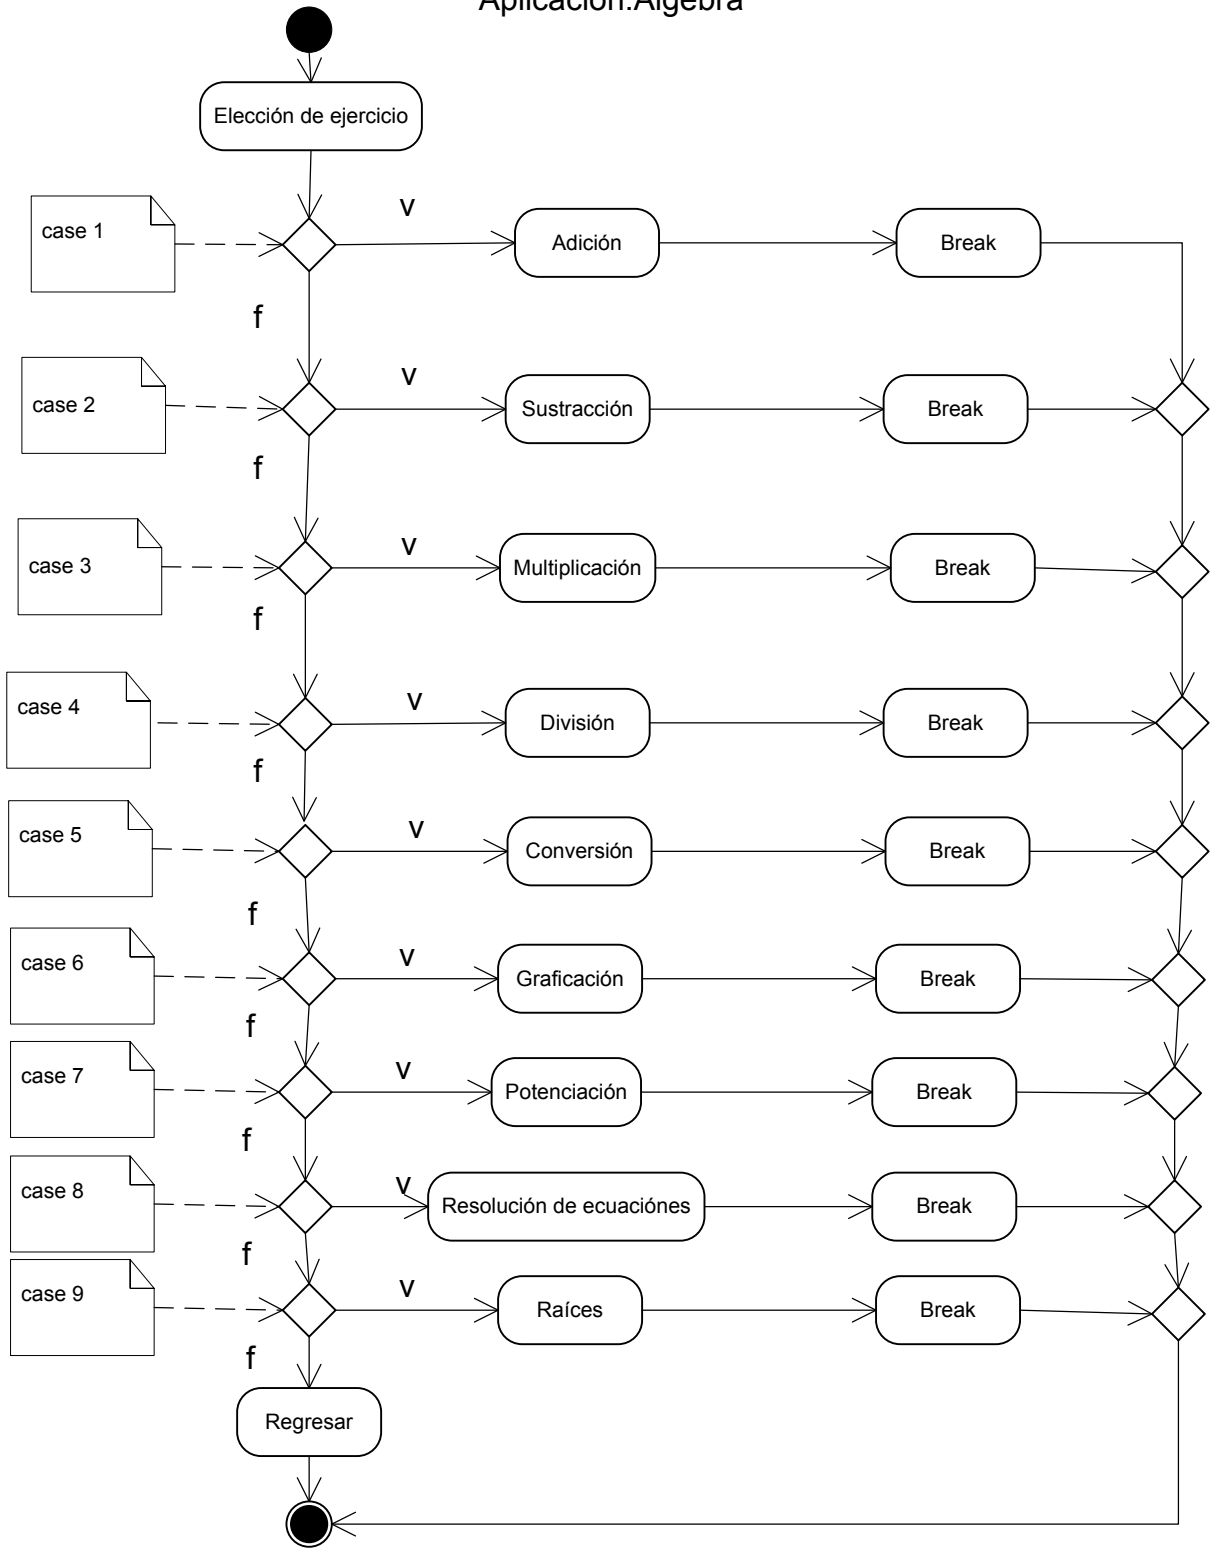 Aplicación:Algebra
Elección de ejercicio
case 1
v
Adición
Break
f
case 2
v
Sustracción
Break
f
case 3
v
Multiplicación
Break
f
case 4
v
División
Break
f
case 5
v
Conversión
Break
f
case 6
v
Graficación
Break
f
case 7
v
Potenciación
Break
f
case 8
v
Resolución de ecuaciónes
Break
f
case 9
v
Raíces
Break
f
Regresar